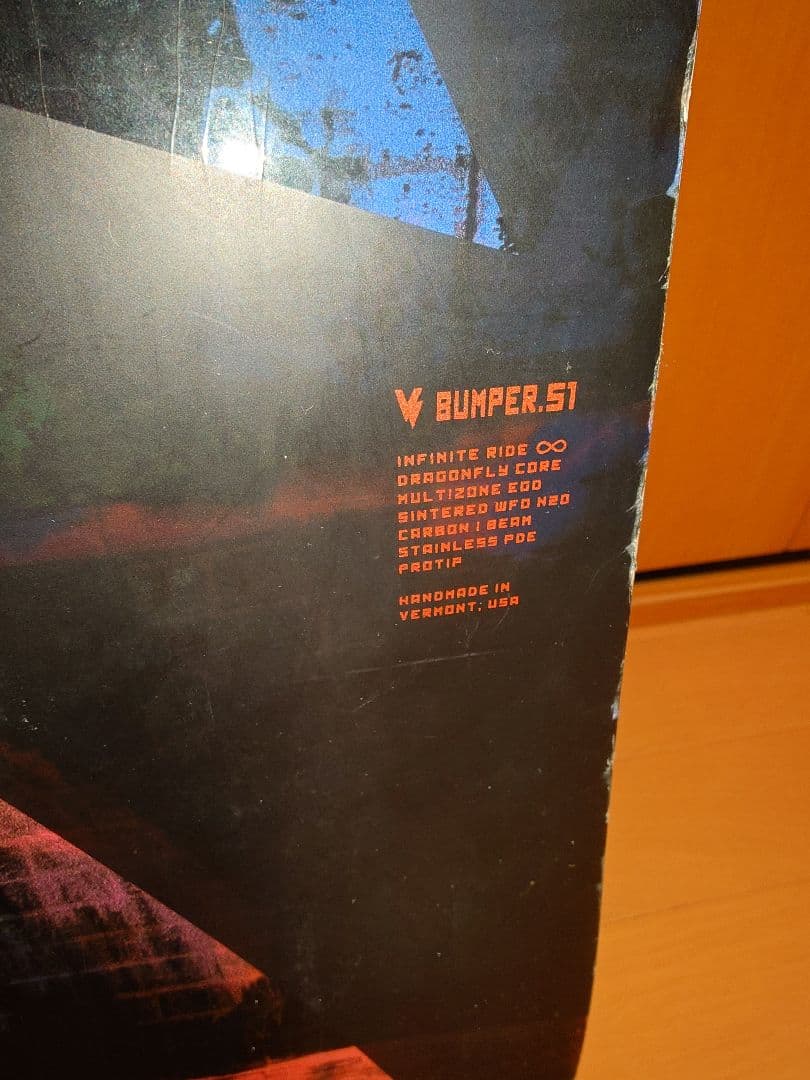 BUMPER.51
INFINITE RIDE ∞
DRAGONFLY CORE
MULTIZONE EGD
SINTERED WFO N20
CARBON I BEAM
STAINLESS PDE
PROTIP
HANDMADE IN
VERMONT, USA